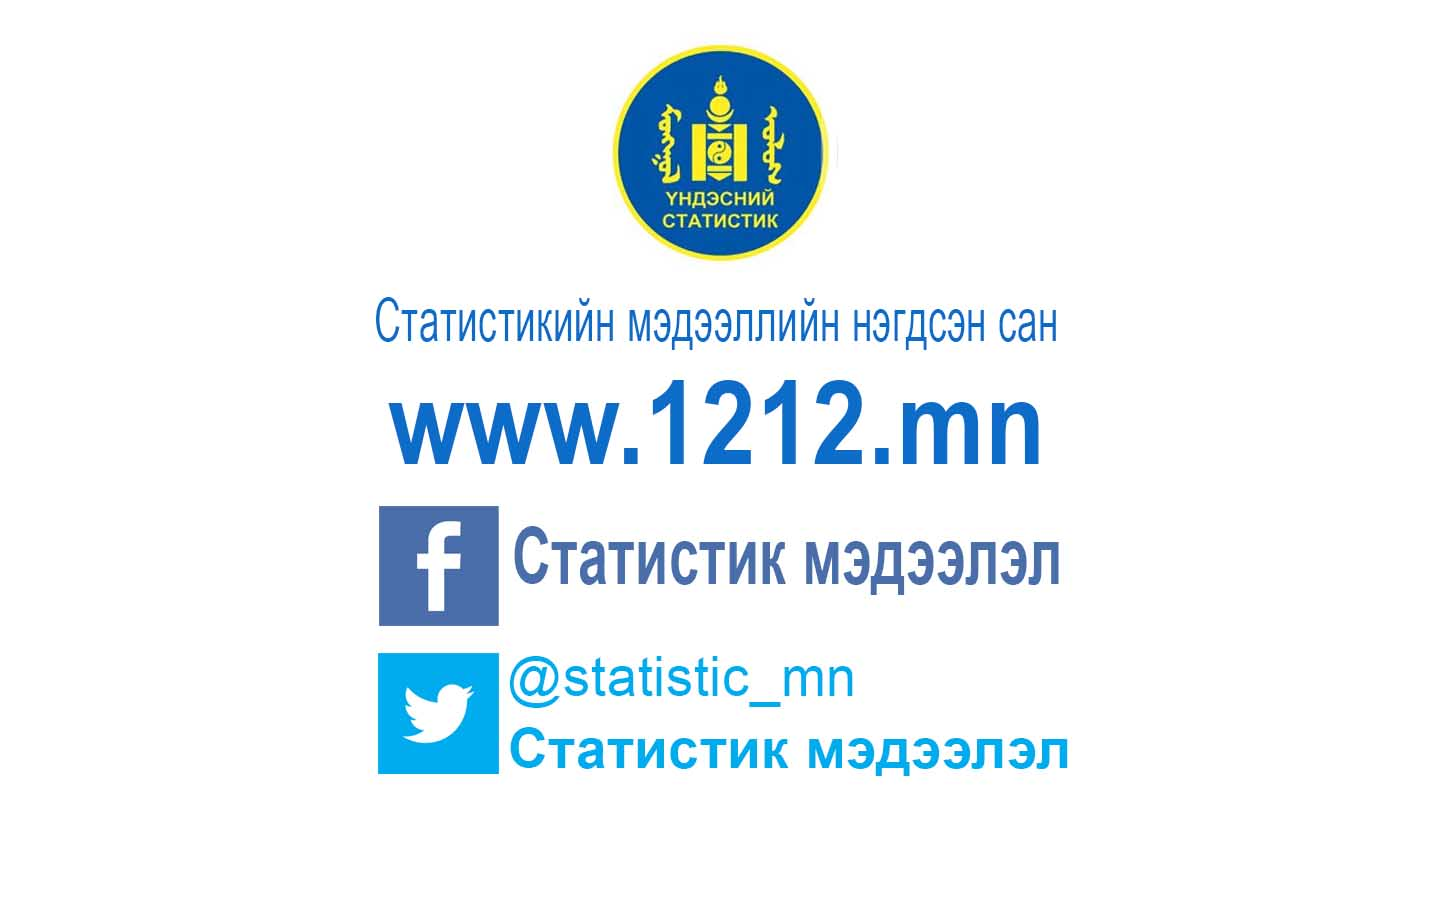 ҮНДЭСНИЙ
СТАТИСТИК
Статистикийн мэдээллийн нэгдсэн сан
www.1212.mn
Статистик мэдээлэл
@statistic_mn
Статистик мэдээлэл